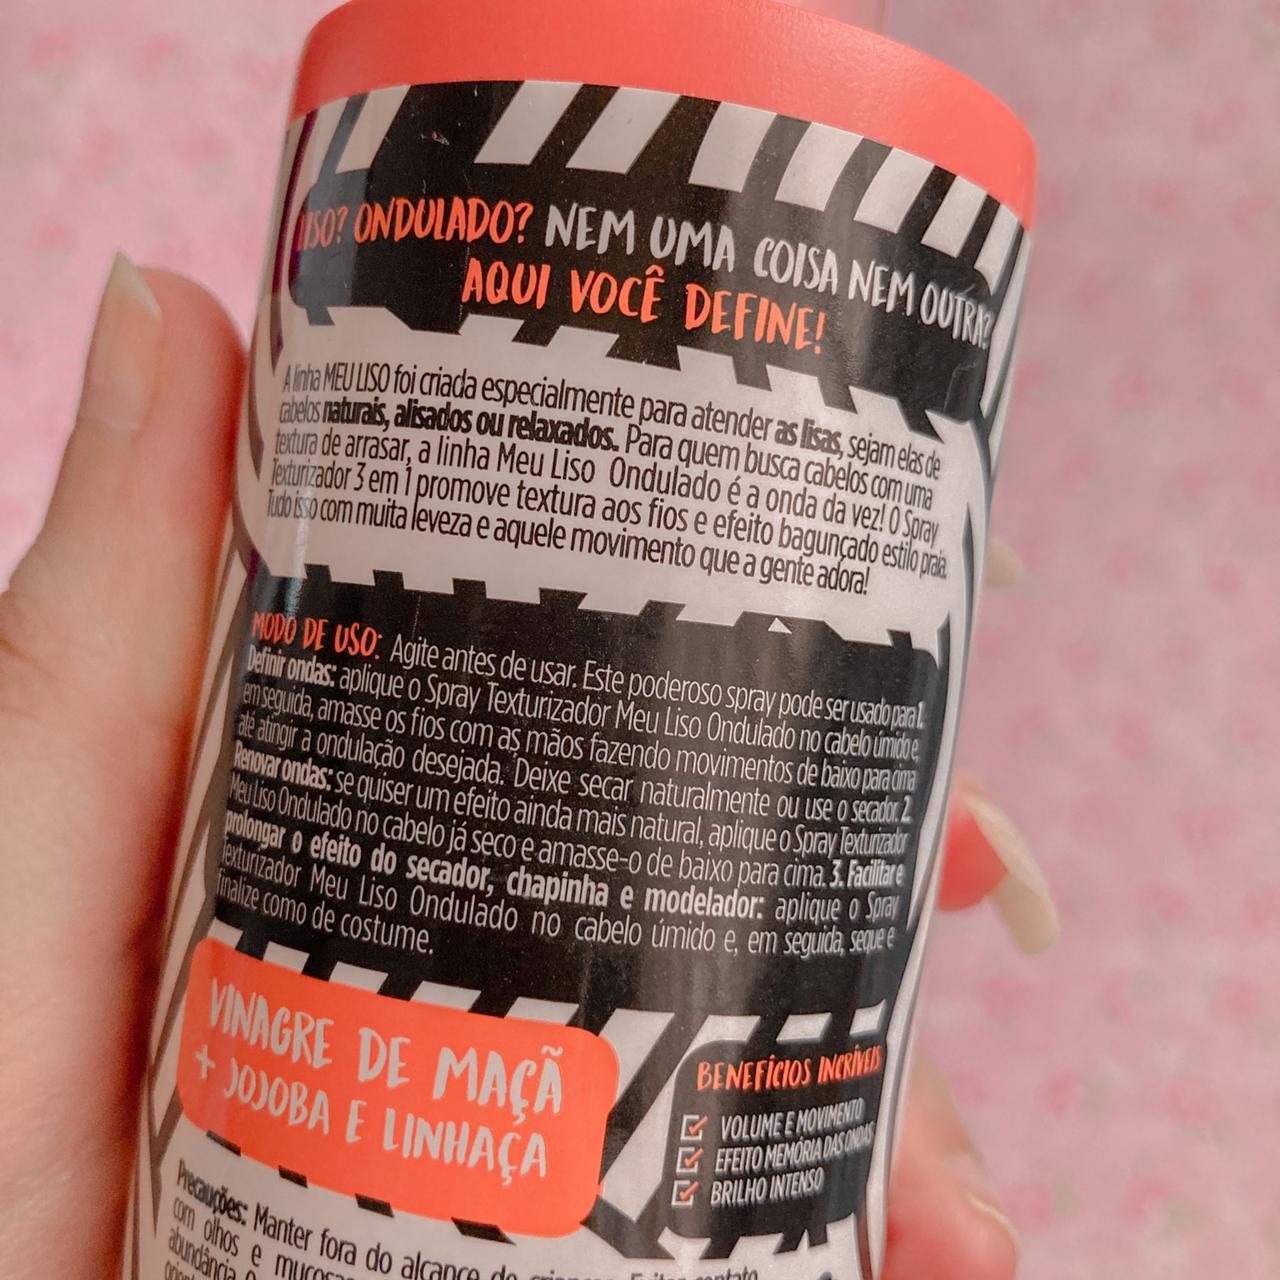 LISO? ONDULADO? NEM UMA COISA NEM OUTRA?
AQUI VOCÊ DEFINE!
A linha MEU LISO foi criada especialmente para atender as lisas, sejam elas de
cabelos naturais, alisados ou relaxados. Para quem busca cabelos com uma
textura de arrasar, a linha Meu Liso Ondulado é a onda da vez! O Spray
Texturizador 3 em 1 promove textura aos fios e efeito bagunçado estilo praia.
Tudo isso com muita leveza e aquele movimento que a gente adora!
MODO DE USO: Agite antes de usar. Este poderoso spray pode ser usado para 1.
Definir ondas: aplique o Spray Texturizador Meu Liso Ondulado no cabelo úmido e,
em seguida, amasse os fios com as mãos fazendo movimentos de baixo para cima
até atingir a ondulação desejada. Deixe secar naturalmente ou use o secador. 2.
Renovar ondas: se quiser um efeito ainda mais natural, aplique o Spray Texturizador
Meu Liso Ondulado no cabelo já seco e amasse-o de baixo para cima. 3. Facilitar e
prolongar o efeito do secador, chapinha e modelador: aplique o Spray
Texturizador Meu Liso Ondulado no cabelo úmido e, em seguida, seque e
finalize como de costume.
VINAGRE DE MAÇÃ
+ JOJOBA E LINHAÇA
BENEFÍCIOS INCRÍVEIS
VOLUME E MOVIMENTO
EFEITO MEMÓRIA DAS ONDAS
BRILHO INTENSO
Precauções: Manter fora do alcance de crianças. Evitar contato
com olhos e mucosas
abundância